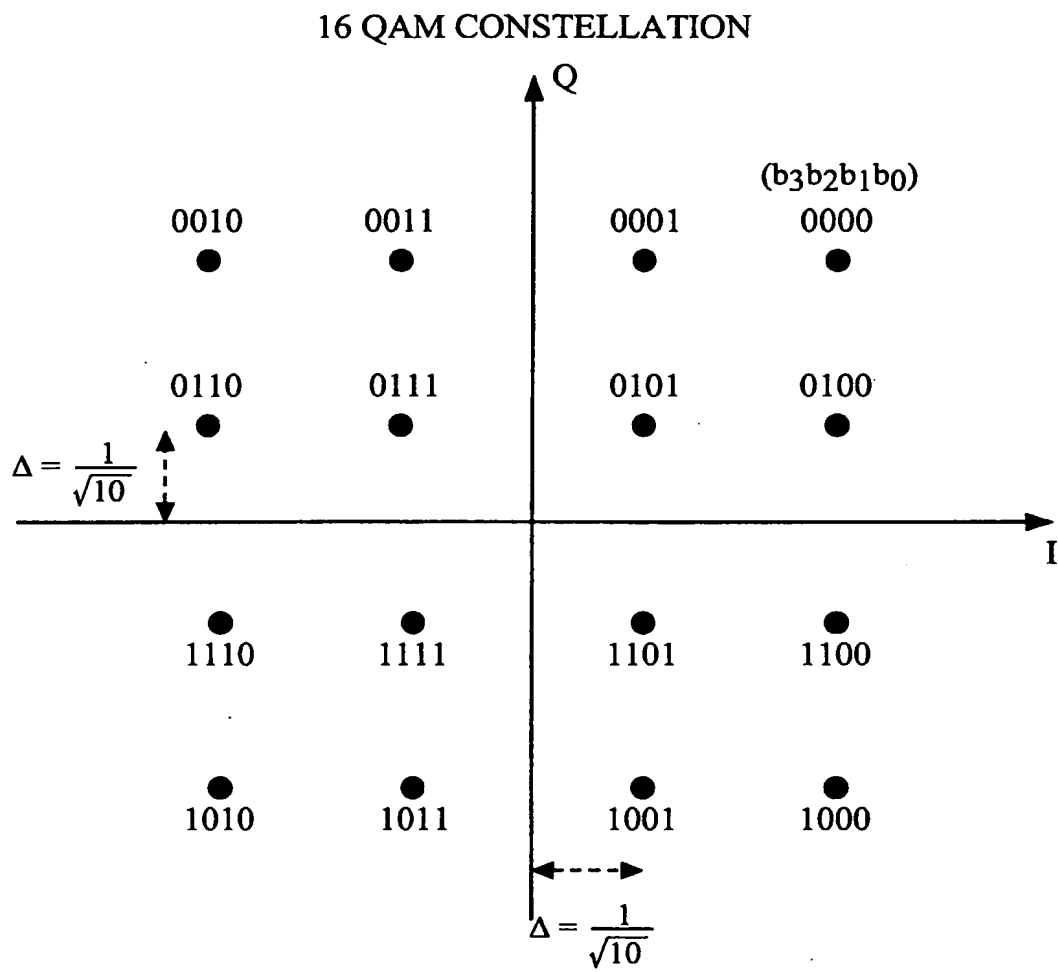 16 QAM CONSTELLATION
Q
(b3b2b1b0)
0010 0011 0001 0000
0110 0111 0101 0100
Δ = 1/√10
I
1110 1111 1101 1100
1010 1011 1001 1000
Δ = 1/√10